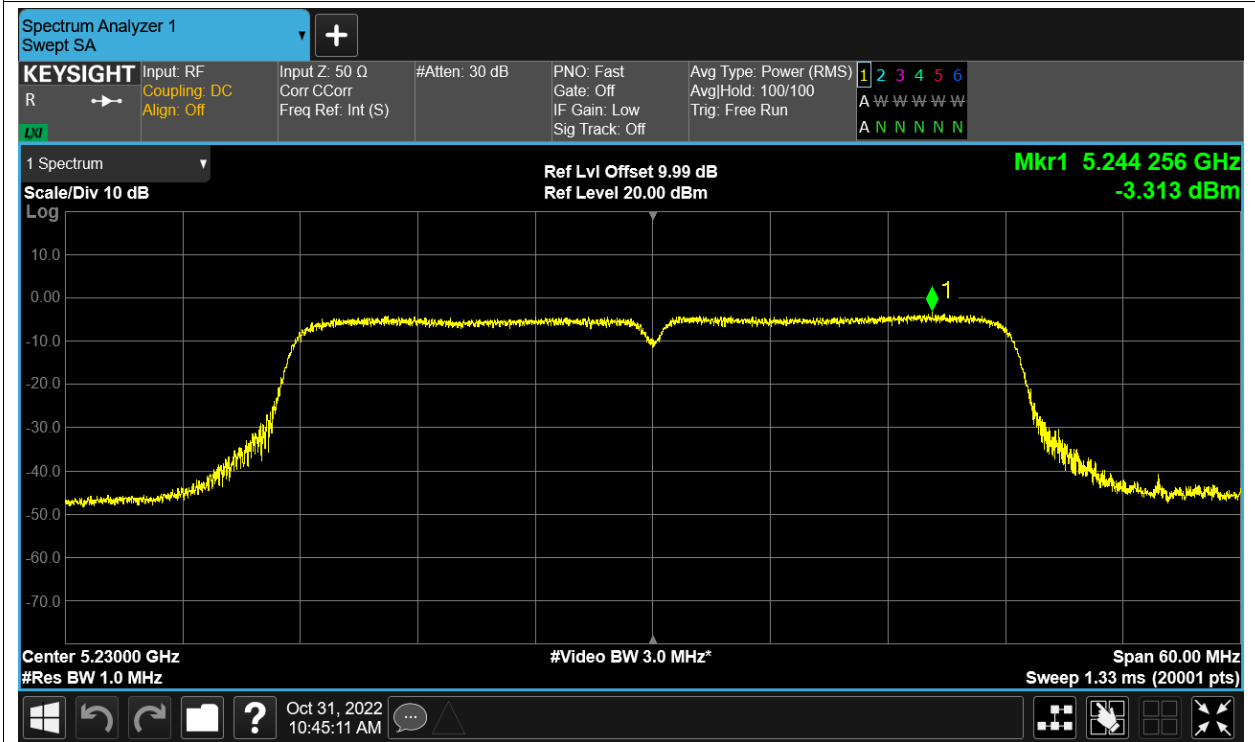 Spectrum Analyzer 1
Swept SA
+
KEYSIGHT
R
LXI
Input: RF
Coupling: DC
Align: Off
Input Z: 50 Ω
Corr CCorr
Freq Ref: Int (S)
#Atten: 30 dB
PNO: Fast
Gate: Off
IF Gain: Low
Sig Track: Off
Avg Type: Power (RMS)
Avg|Hold: 100/100
Trig: Free Run
1 2 3 4 5 6
A W W W W W
A N N N N N
1 Spectrum
Scale/Div 10 dB
Log
Ref Lvl Offset 9.99 dB
Ref Level 20.00 dBm
Mkr1 5.244 256 GHz
-3.313 dBm
10.0
0.00
-10.0
-20.0
-30.0
-40.0
-50.0
-60.0
-70.0
1
Center 5.23000 GHz
#Res BW 1.0 MHz
#Video BW 3.0 MHz*
Span 60.00 MHz
Sweep 1.33 ms (20001 pts)
?
Oct 31, 2022
10:45:11 AM